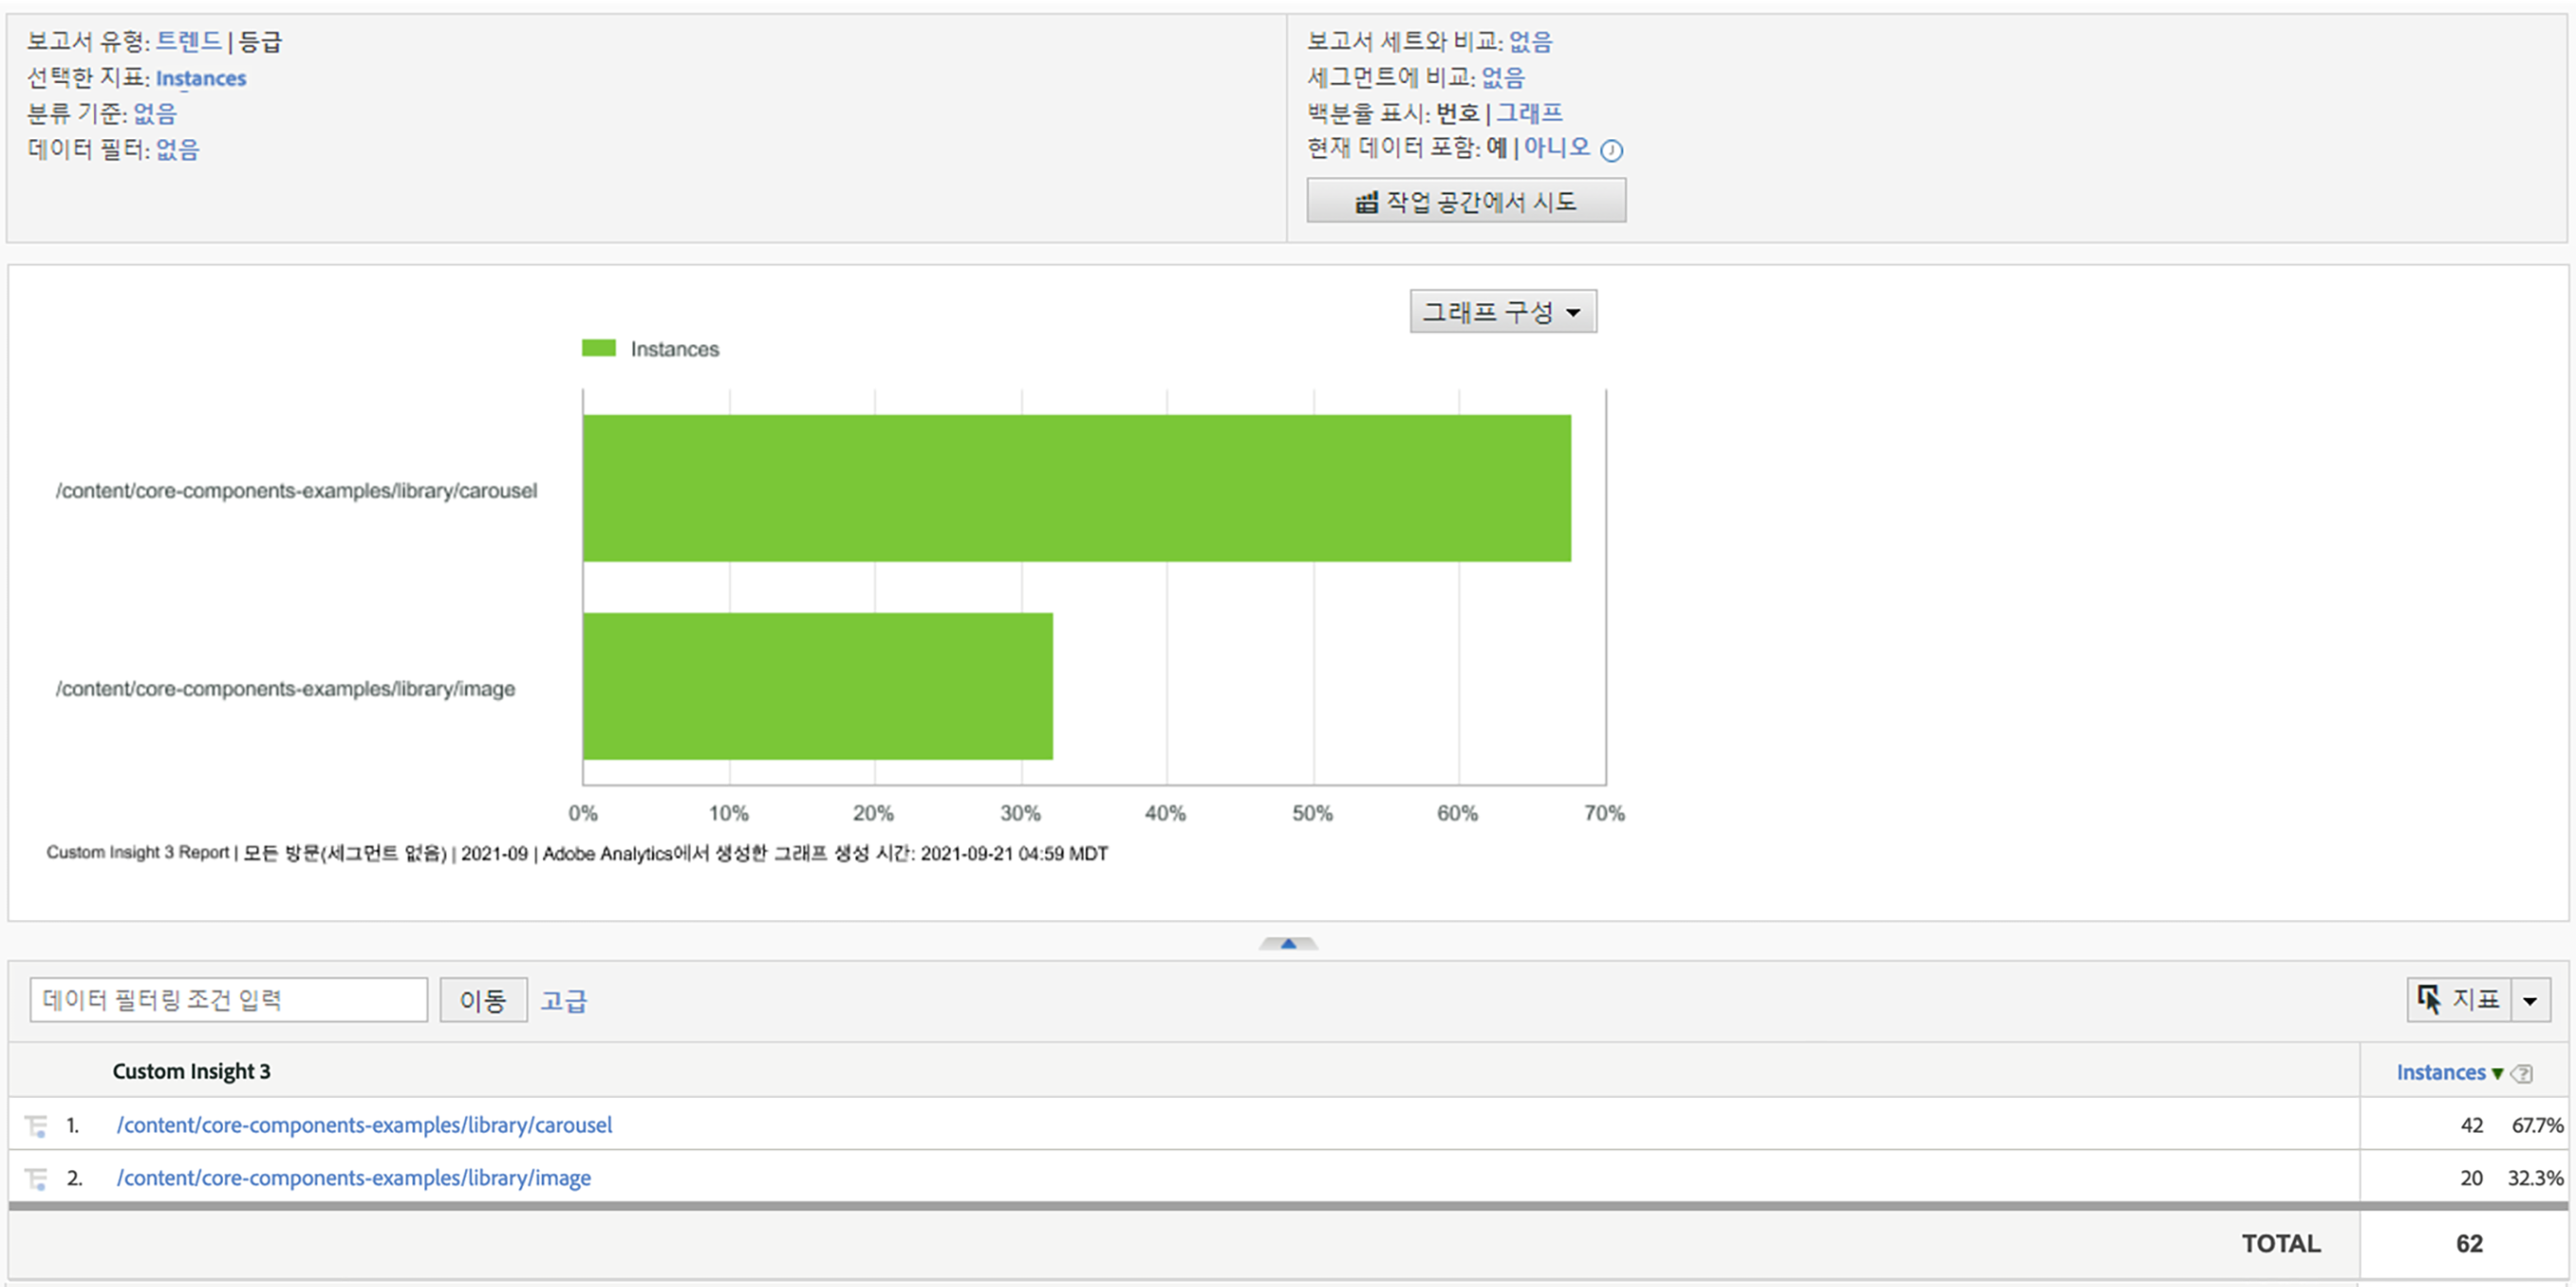 보고서 유형: 트렌드 | 등급
선택한 지표: Instances
분류 기준: 없음
데이터 필터: 없음
보고서 세트와 비교: 없음
세그먼트에 비교: 없음
백분율 표시: 번호 | 그래프
현재 데이터 포함: 예 | 아니오
작업 공간에서 시도
그래프 구성
Instances
/content/core-components-examples/library/carousel
/content/core-components-examples/library/image
0% 10% 20% 30% 40% 50% 60% 70%
Custom Insight 3 Report | 모든 방문(세그먼트 없음) | 2021-09 | Adobe Analytics에서 생성한 그래프 생성 시간: 2021-09-21 04:59 MDT
데이터 필터링 조건 입력 이동 고급 지표
Custom Insight 3 Instances
1. /content/core-components-examples/library/carousel 42 67.7%
2. /content/core-components-examples/library/image 20 32.3%
TOTAL 62